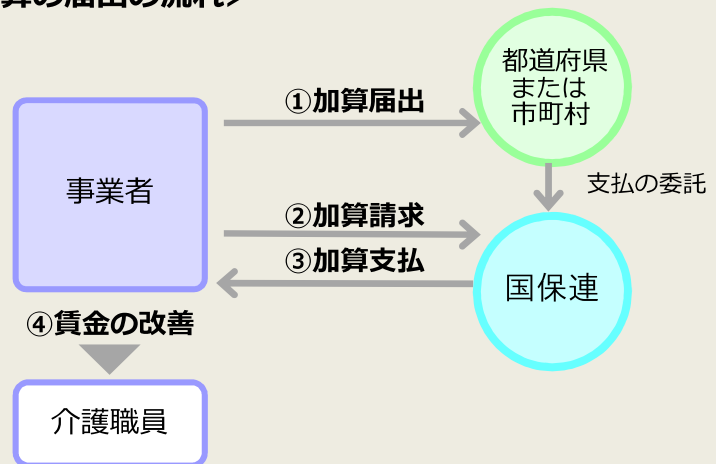 算の届出の流れ>
都道府県
または
市町村
①加算届出
事業者
支払の委託
②加算請求
③加算支払
国保連
④賃金の改善
介護職員